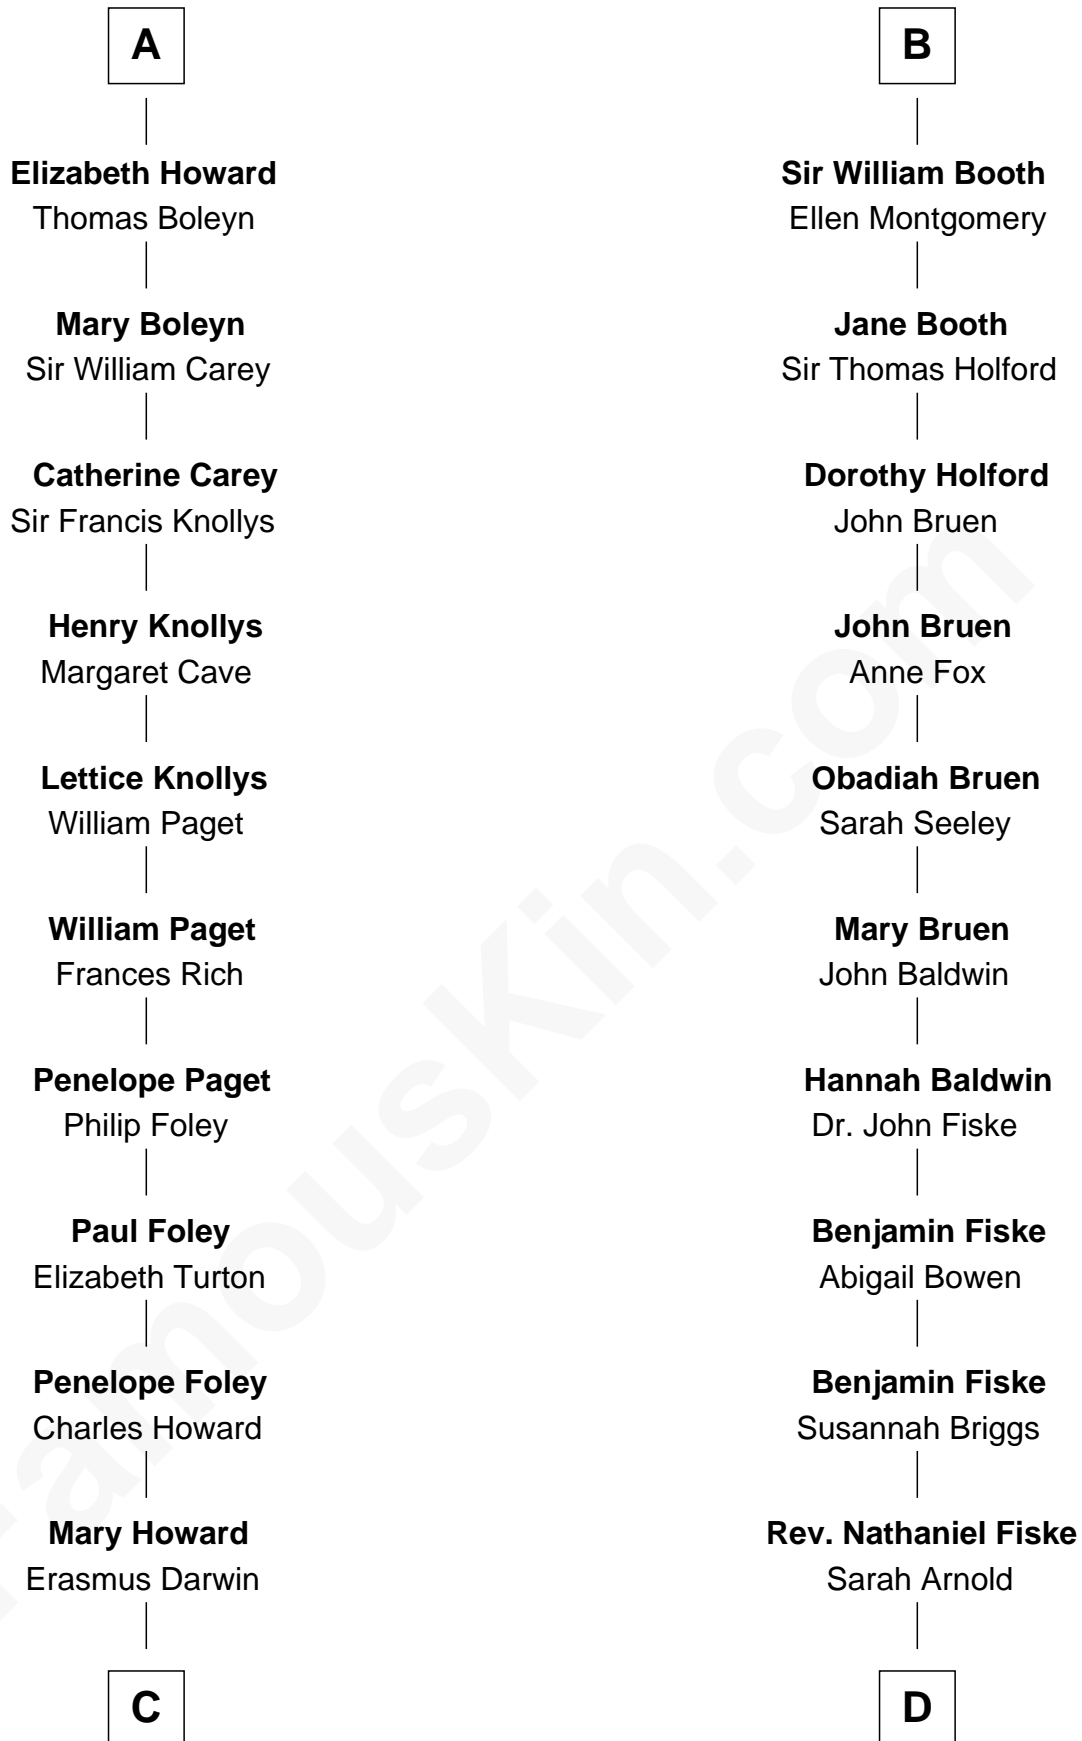 A
Elizabeth Howard
Thomas Boleyn
Mary Boleyn
Sir William Carey
Catherine Carey
Sir Francis Knollys
Henry Knollys
Margaret Cave
Lettice Knollys
William Paget
William Paget
Frances Rich
Penelope Paget
Philip Foley
Paul Foley
Elizabeth Turton
Penelope Foley
Charles Howard
Mary Howard
Erasmus Darwin
C
B
Sir William Booth
Ellen Montgomery
Jane Booth
Sir Thomas Holford
Dorothy Holford
John Bruen
John Bruen
Anne Fox
Obadiah Bruen
Sarah Seeley
Mary Bruen
John Baldwin
Hannah Baldwin
Dr. John Fiske
Benjamin Fiske
Abigail Bowen
Benjamin Fiske
Susannah Briggs
Rev. Nathaniel Fiske
Sarah Arnold
D
FamousKin.com